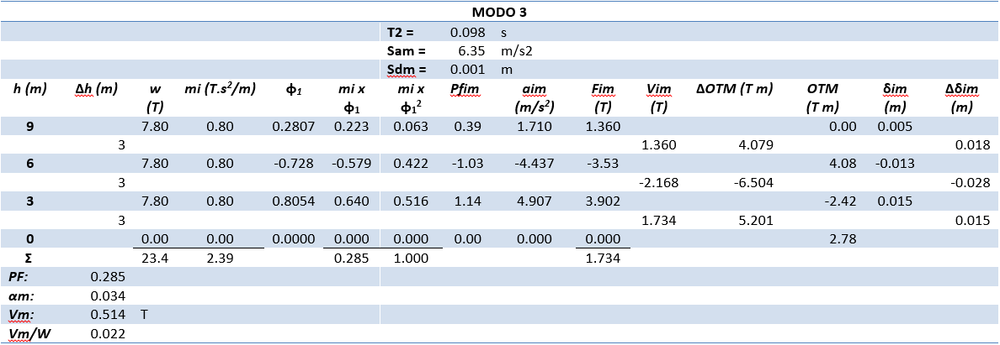 MODO 3
T2 = 0.098 s
Sam = 6.35 m/s2
Sdm = 0.001 m
h (m) Δh (m) w (T) mi (T.s²/m) ϕ₁ mi x ϕ₁ mi x ϕ₁² Pfim αim (m/s²) Fim (T) Vim (T) ΔOTM (T m) OTM (T m) δim (m) Δδim (m)
9 7.80 0.80 0.2807 0.223 0.063 0.39 1.710 1.360 0.00 0.005
3 1.360 4.079 0.018
6 7.80 0.80 -0.728 -0.579 0.422 -1.03 -4.437 -3.53 4.08 -0.013
3 -2.168 -6.504 -0.028
3 7.80 0.80 0.8054 0.640 0.516 1.14 4.907 3.902 -2.42 0.015
3 1.734 5.201 0.015
0 0.00 0.00 0.0000 0.000 0.000 0.00 0.000 0.000 2.78
Σ 23.4 2.39 0.285 1.000 1.734
PF: 0.285
αm: 0.034
Vm: 0.514 T
Vm/W 0.022